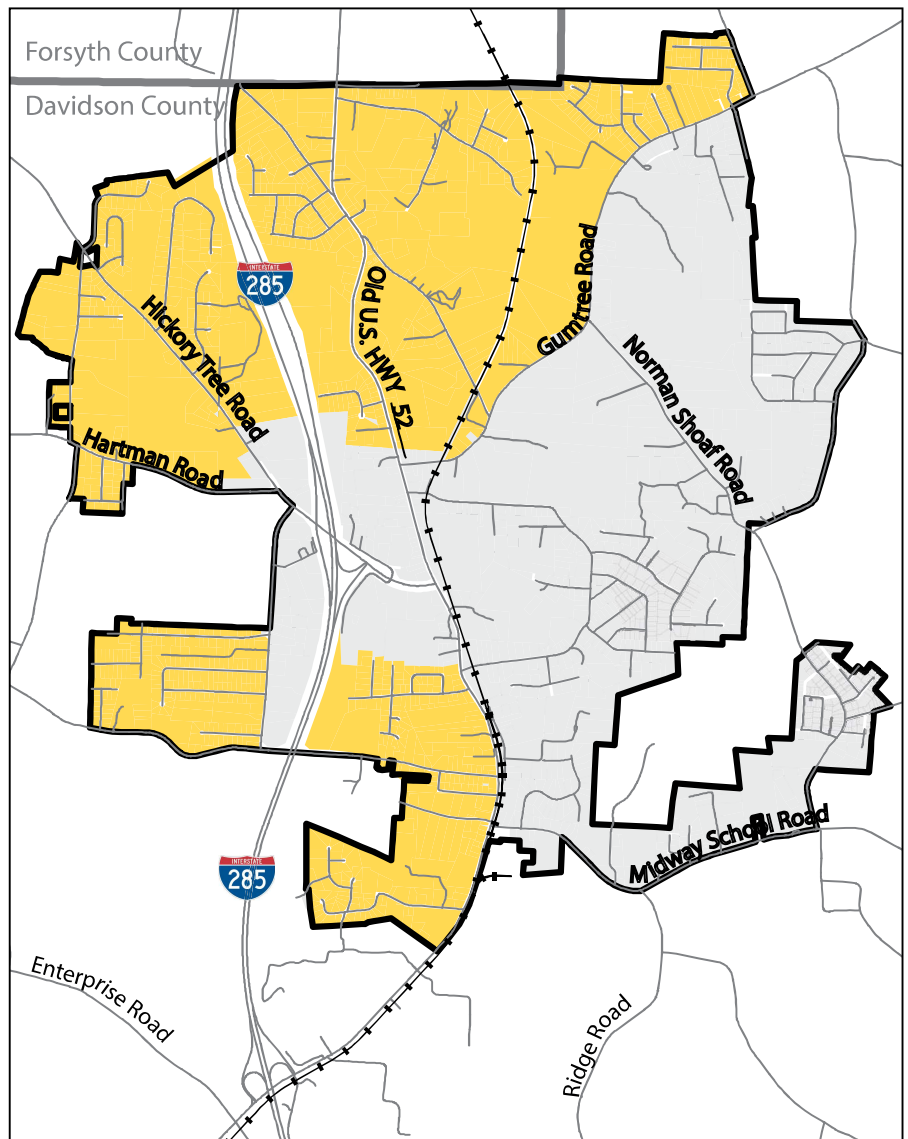 Forsyth County
Davidson County
INTERSTATE
285
Old U.S. HWY 52
Gumtree Road
HIckory Tree Road
Norman Shoaf Road
Hartman Road
Midway School Road
INTERSTATE
285
Enterprise Road
Ridge Road